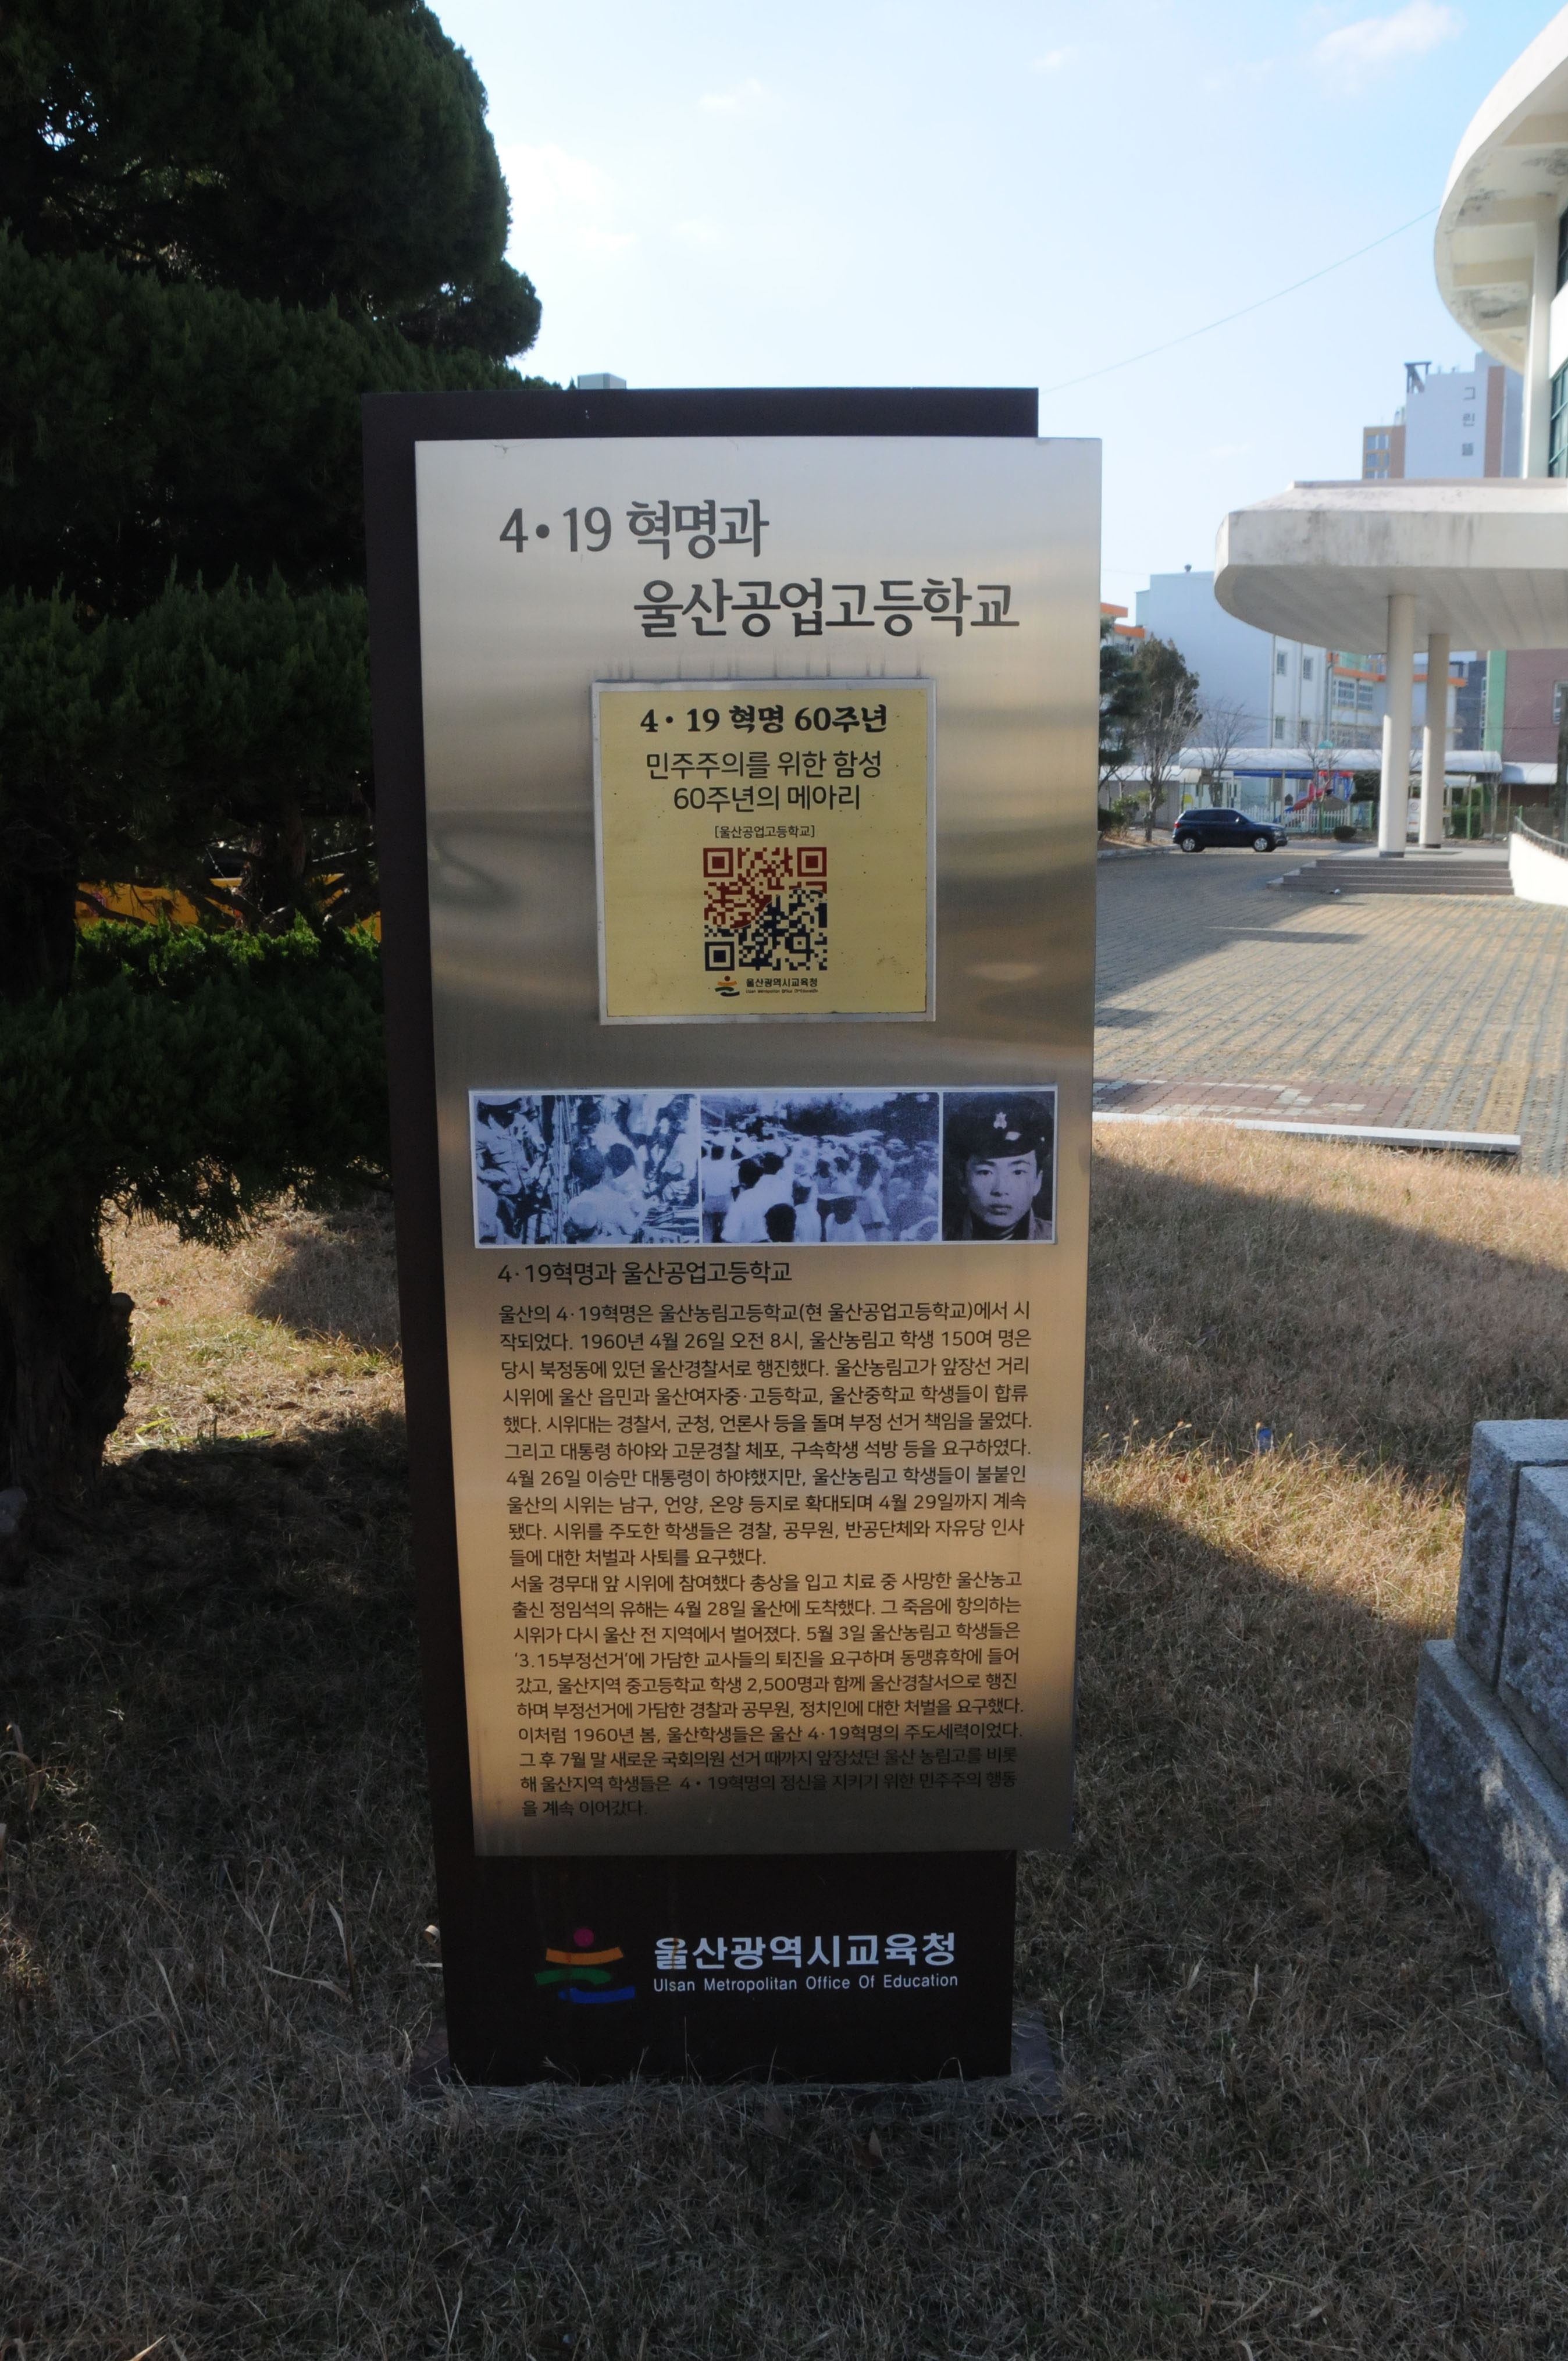 4·19 혁명과
울산공업고등학교
4·19 혁명 60주년
민주주의를 위한 함성
60주년의 메아리
[울산공업고등학교]
울산광역시교육청
Ulsan Metropolitan Office Of Education
4·19혁명과 울산공업고등학교
울산의 4·19혁명은 울산농림고등학교(현 울산공업고등학교)에서 시
작되었다. 1960년 4월 26일 오전 8시, 울산농림고 학생 150여 명은
당시 북정동에 있던 울산경찰서로 행진했다. 울산농림고가 앞장선 거리
시위에 울산 읍민과 울산여자중·고등학교, 울산중학교 학생들이 합류
했다. 시위대는 경찰서, 군청, 언론사 등을 돌며 부정 선거 책임을 물었다.
그리고 대통령 하야와 고문경찰 체포, 구속학생 석방 등을 요구하였다.
4월 26일 이승만 대통령이 하야했지만, 울산농림고 학생들이 불붙인
울산의 시위는 남구, 언양, 온양 등지로 확대되며 4월 29일까지 계속
됐다. 시위를 주도한 학생들은 경찰, 공무원, 반공단체와 자유당 인사
들에 대한 처벌과 사퇴를 요구했다.
서울 경무대 앞 시위에 참여했다 총상을 입고 치료 중 사망한 울산농고
출신 정임석의 유해는 4월 28일 울산에 도착했다. 그 죽음에 항의하는
시위가 다시 울산 전 지역에서 벌어졌다. 5월 3일 울산농림고 학생들은
'3.15부정선거'에 가담한 교사들의 퇴진을 요구하며 동맹휴학에 들어
갔고, 울산지역 중고등학교 학생 2,500명과 함께 울산경찰서으로 행진
하며 부정선거에 가담한 경찰과 공무원, 정치인에 대한 처벌을 요구했다.
이처럼 1960년 봄, 울산학생들은 울산 4·19혁명의 주도세력이었다.
그 후 7월 말 새로운 국회의원 선거 때까지 앞장섰던 울산 농림고를 비롯
해 울산지역 학생들은 4·19혁명의 정신을 지키기 위한 민주주의 행동
을 계속 이어갔다.
울산광역시교육청
Ulsan Metropolitan Office Of Education
그
린